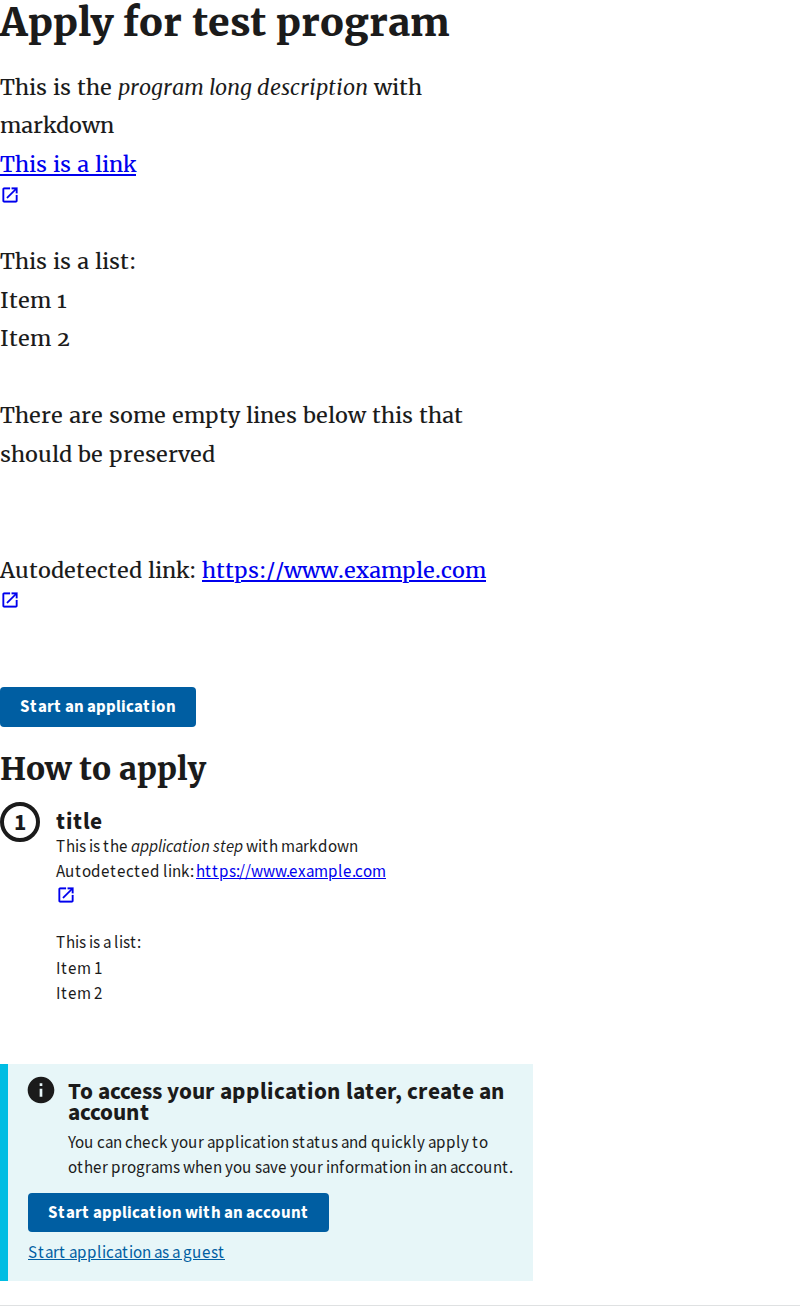 Apply for test program
This is the program long description with
markdown
This is a link
This is a list:
Item 1
Item 2
There are some empty lines below this that
should be preserved
Autodetected link: https://www.example.com
Start an application
How to apply
1 title
This is the application step with markdown
Autodetected link: https://www.example.com
This is a list:
Item 1
Item 2
To access your application later, create an
account
You can check your application status and quickly apply to
other programs when you save your information in an account.
Start application with an account
Start application as a guest